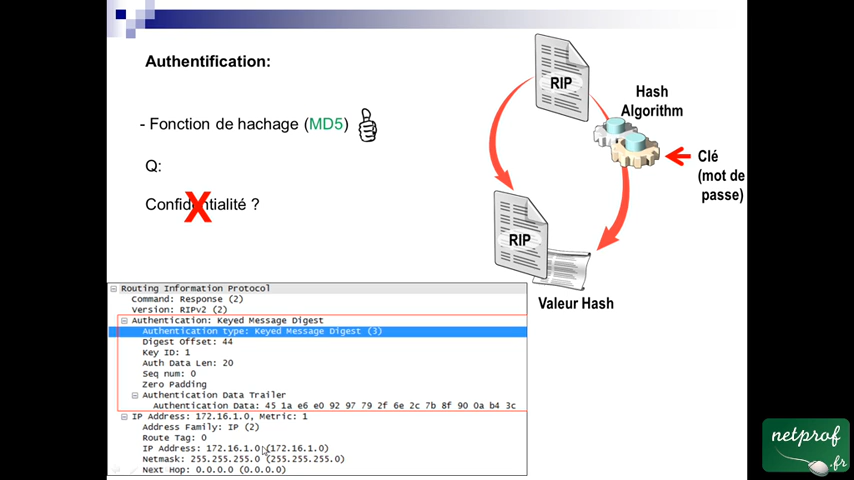 Authentification:
- Fonction de hachage (MD5)
Q:
Confidentialité ?
RIP
Hash
Algorithm
Clé
(mot de
passe)
RIP
Valeur Hash
Routing Information Protocol
Command: Response (2)
Version: RIPv2 (2)
Authentication: Keyed Message Digest
Authentication type: Keyed Message Digest (3)
Digest Offset: 44
Key ID: 1
Auth Data Len: 20
Seq num: 0
Zero Padding
Authentication Data Trailer
Authentication Data: 45 1a e6 e0 92 97 79 2f 6e 2c 7b 8f 90 0a b4 3c
IP Address: 172.16.1.0, Metric: 1
Address Family: IP (2)
Route Tag: 0
IP Address: 172.16.1.0 (172.16.1.0)
Netmask: 255.255.255.0 (255.255.255.0)
Next Hop: 0.0.0.0 (0.0.0.0)
netprof
.fr